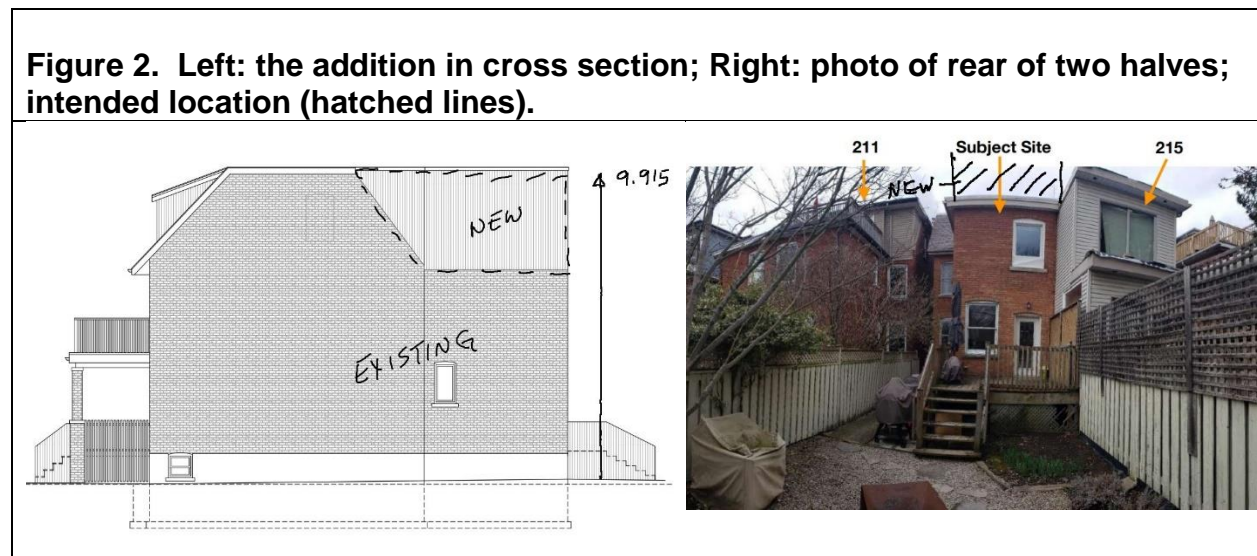 Figure 2.  Left: the addition in cross section; Right: photo of rear of two halves;
intended location (hatched lines).
9.915
NEW
EXISTING
211
Subject Site
215
NEW